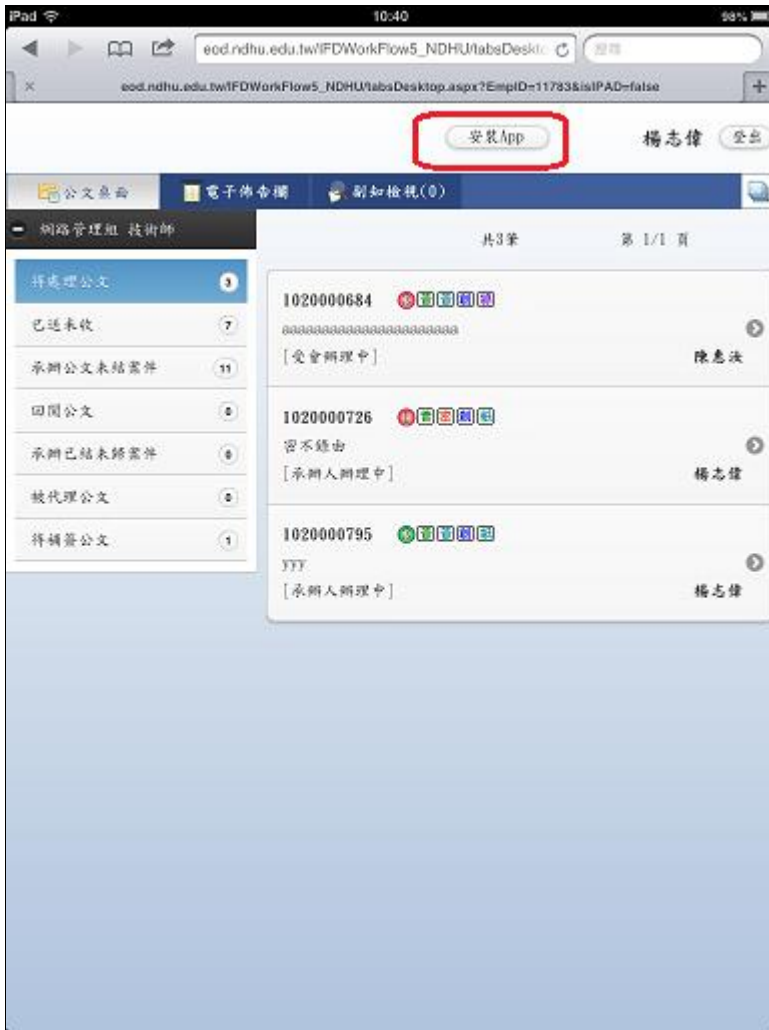 iPad
10:40
98%
eod.ndhu.edu.tw/IFDWorkFlow5_NDHU/tabsDeskto
搜尋
eod.ndhu.edu.tw/IFDWorkFlow5_NDHU/tabsDesktop.aspx?EmpID=11783&isIPAD=false
安裝App
楊志偉
登出
公文桌面
電子佈告欄
副知檢視(0)
網路管理組 技術師
共3筆
第 1/1 頁
待處理公文 3
已送未收 7
承辦公文未結案件 11
回閱公文 0
承辦已結未歸案件 0
被代理公文 0
待補簽公文 1
1020000684
aaaaaaaaaaaaaaaaaaaaaaa
[受會辦理中]
陳惠汝
1020000726
密不錄由
[承辦人辦理中]
楊志偉
1020000795
yyy
[承辦人辦理中]
楊志偉